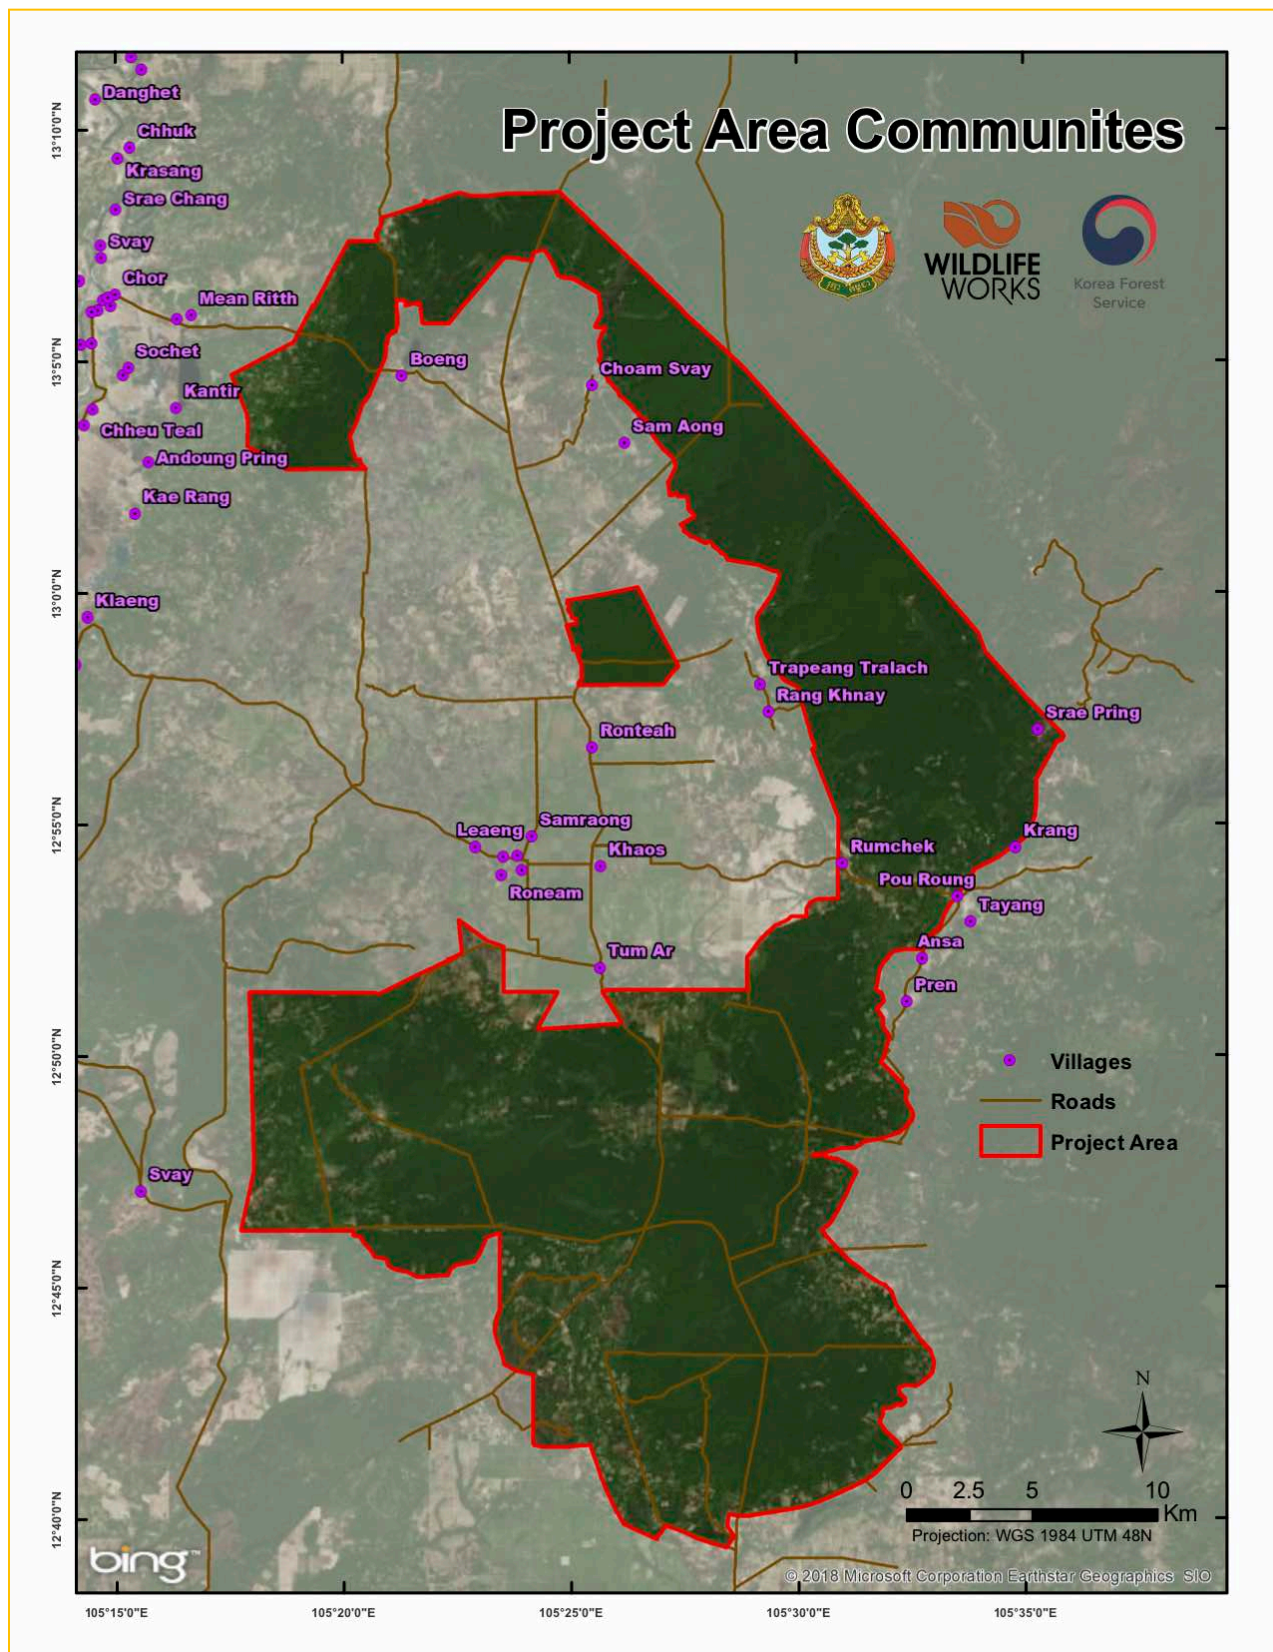 Project Area Communites
Danghet
Chhuk
Krasang
Srae Chang
Svay
Chor
Mean Ritth
Sochet
Kantir
Chheu Teal
Andoung Pring
Kae Rang
Klaeng
Boeng
Choam Svay
Sam Aong
WILDLIFE
WORKS
Korea Forest
Service
Trapeang Tralach
Rang Khnay
Srae Pring
Ronteah
Samraong
Leaeng
Khaos
Roneam
Krang
Rumchek
Pou Roung
Tayang
Ansa
Tum Ar
Pren
Svay
Villages
Roads
Project Area
N
0 2.5 5 10
Km
Projection: WGS 1984 UTM 48N
bing™
© 2018 Microsoft Corporation Earthstar Geographics SIO
13°10'0"N
13°5'0"N
13°0'0"N
12°55'0"N
12°50'0"N
12°45'0"N
12°40'0"N
105°15'0"E 105°20'0"E 105°25'0"E 105°30'0"E 105°35'0"E